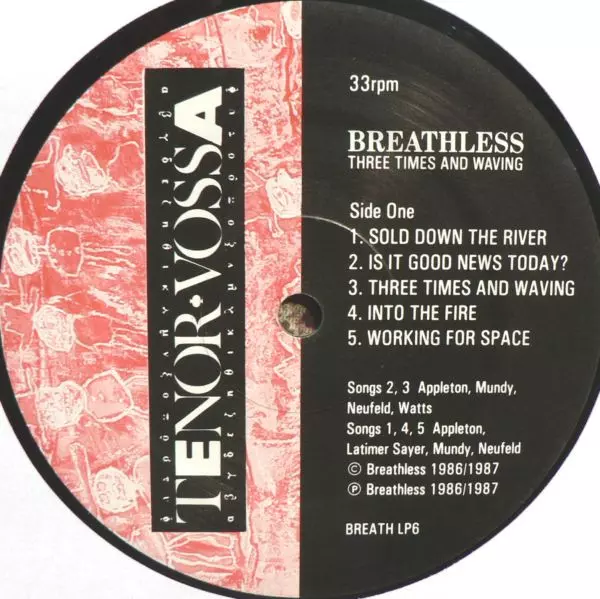 TENOR✦VOSSA
33rpm
BREATHLESS
THREE TIMES AND WAVING
Side One
1. SOLD DOWN THE RIVER
2. IS IT GOOD NEWS TODAY?
3. THREE TIMES AND WAVING
4. INTO THE FIRE
5. WORKING FOR SPACE
Songs 2, 3 Appleton, Mundy,
Neufeld, Watts
Songs 1, 4, 5 Appleton,
Latimer Sayer, Mundy, Neufeld
© Breathless 1986/1987
℗ Breathless 1986/1987
BREATH LP6